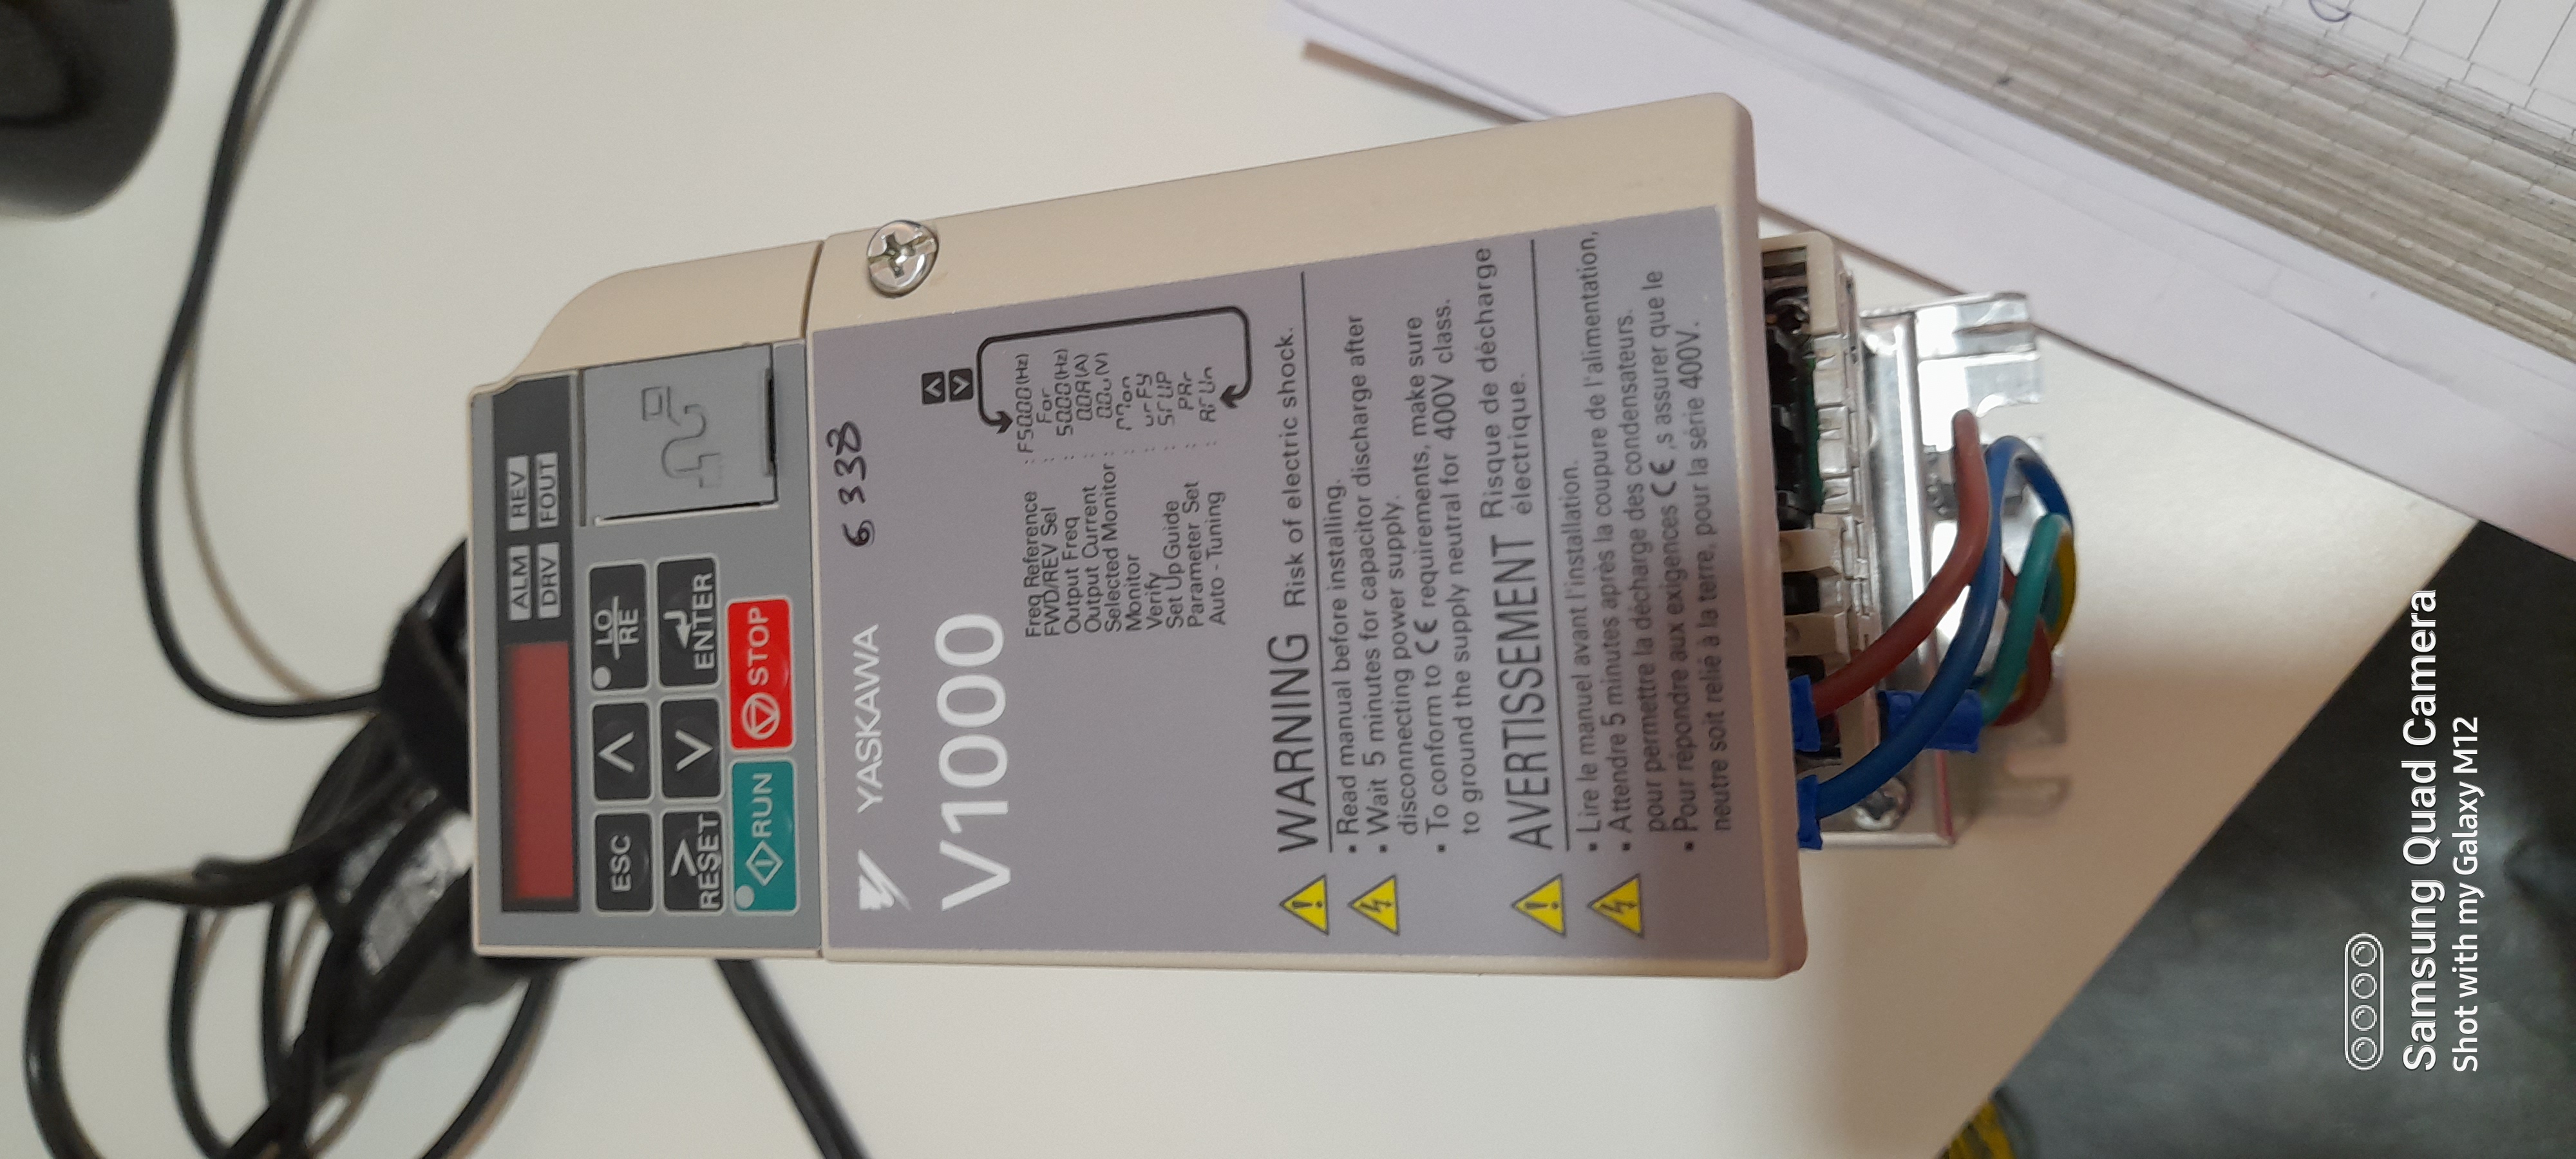 ALM REV
DRV FOUT
ESC LO
RE
RESET ENTER
RUN STOP
YASKAWA 6338
V1000
Freq Reference : F50.00(Hz)
FWD/REV Sel : For
Output Freq : 50.00(Hz)
Output Current : 0.0A(A)
Selected Monitor : 0.0u(V)
Monitor : Mon
Verify : urFY
Set Up Guide : STUP
Parameter Set : PAr
Auto - Tuning : ATUn
WARNING Risk of electric shock.
▪ Read manual before installing.
▪ Wait 5 minutes for capacitor discharge after
disconnecting power supply.
▪ To conform to CE requirements, make sure
to ground the supply neutral for 400V class.
AVERTISSEMENT Risque de décharge
électrique.
▪ Lire le manuel avant l'installation.
▪ Attendre 5 minutes après la coupure de l'alimentation,
pour permettre la décharge des condensateurs.
▪ Pour répondre aux exigences CE ,s assurer que le
neutre soit relié à la terre, pour la série 400V.
Samsung Quad Camera
Shot with my Galaxy M12